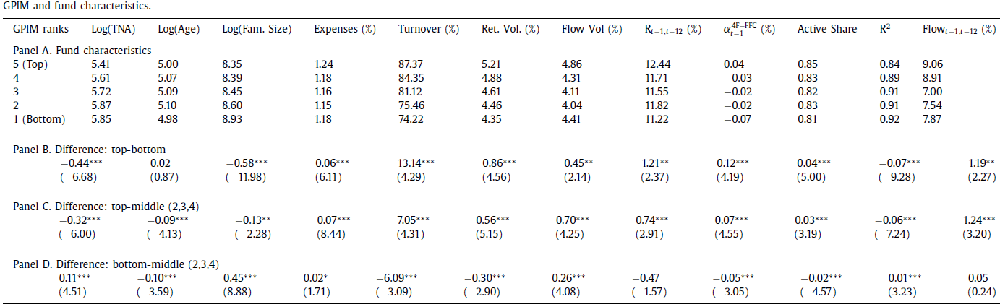 GPIM and fund characteristics.
GPIM ranks Log(TNA) Log(Age) Log(Fam. Size) Expenses (%) Turnover (%) Ret. Vol. (%) Flow Vol (%) Rt−1,t−12 (%) α4F−FFCt−1 (%) Active Share R2 Flowt−1,t−12 (%)
Panel A. Fund characteristics
5 (Top) 5.41 5.00 8.35 1.24 87.37 5.21 4.86 12.44 0.04 0.85 0.84 9.06
4 5.61 5.07 8.39 1.18 84.35 4.88 4.31 11.71 −0.03 0.83 0.89 8.91
3 5.72 5.09 8.45 1.16 81.12 4.61 4.11 11.55 −0.02 0.82 0.91 7.00
2 5.87 5.10 8.60 1.15 75.46 4.46 4.04 11.82 −0.02 0.83 0.91 7.54
1 (Bottom) 5.85 4.98 8.93 1.18 74.22 4.35 4.41 11.22 −0.07 0.81 0.92 7.87
Panel B. Difference: top-bottom
−0.44*** 0.02 −0.58*** 0.06*** 13.14*** 0.86*** 0.45** 1.21** 0.12*** 0.04*** −0.07*** 1.19**
(−6.68) (0.87) (−11.98) (6.11) (4.29) (4.56) (2.14) (2.37) (4.19) (5.00) (−9.28) (2.27)
Panel C. Difference: top-middle (2,3,4)
−0.32*** −0.09*** −0.13** 0.07*** 7.05*** 0.56*** 0.70*** 0.74*** 0.07*** 0.03*** −0.06*** 1.24***
(−6.00) (−4.13) (−2.28) (8.44) (4.31) (5.15) (4.25) (2.91) (4.55) (3.19) (−7.24) (3.20)
Panel D. Difference: bottom-middle (2,3,4)
0.11*** −0.10*** 0.45*** 0.02* −6.09*** −0.30*** 0.26*** −0.47 −0.05*** −0.02*** 0.01*** 0.05
(4.51) (−3.59) (8.88) (1.71) (−3.09) (−2.90) (4.08) (−1.57) (−3.05) (−4.57) (3.23) (0.24)